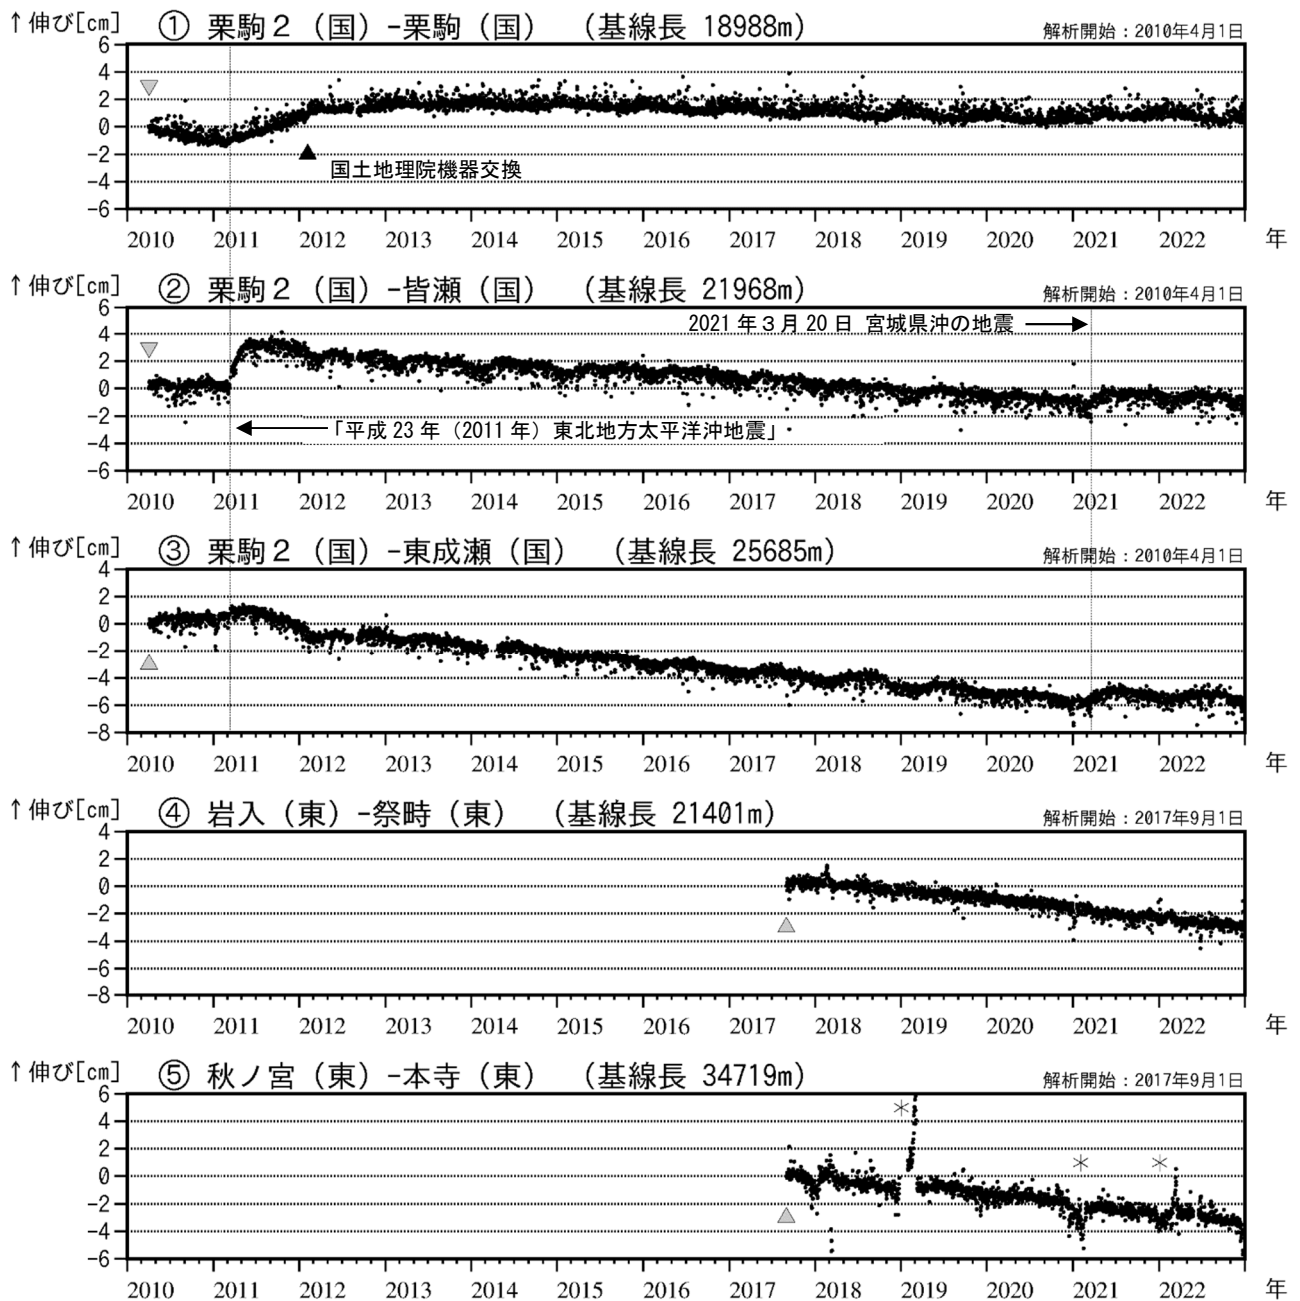 ↑伸び[cm] ① 栗駒２（国）-栗駒（国） （基線長 18988m） 解析開始：2010年4月1日
6
4
2
0
-2
国土地理院機器交換
-4
-6
2010 2011 2012 2013 2014 2015 2016 2017 2018 2019 2020 2021 2022 年
↑伸び[cm] ② 栗駒２（国）-皆瀬（国） （基線長 21968m） 解析開始：2010年4月1日
6
2021年３月20日 宮城県沖の地震
4
2
0
-2
「平成23年（2011年）東北地方太平洋沖地震」
-4
-6
2010 2011 2012 2013 2014 2015 2016 2017 2018 2019 2020 2021 2022 年
↑伸び[cm] ③ 栗駒２（国）-東成瀬（国） （基線長 25685m） 解析開始：2010年4月1日
4
2
0
-2
-4
-6
-8
2010 2011 2012 2013 2014 2015 2016 2017 2018 2019 2020 2021 2022 年
↑伸び[cm] ④ 岩入（東）-祭畤（東） （基線長 21401m） 解析開始：2017年9月1日
4
2
0
-2
-4
-6
-8
2010 2011 2012 2013 2014 2015 2016 2017 2018 2019 2020 2021 2022 年
↑伸び[cm] ⑤ 秋ノ宮（東）-本寺（東） （基線長 34719m） 解析開始：2017年9月1日
6
4
2
0
-2
-4
-6
2010 2011 2012 2013 2014 2015 2016 2017 2018 2019 2020 2021 2022 年